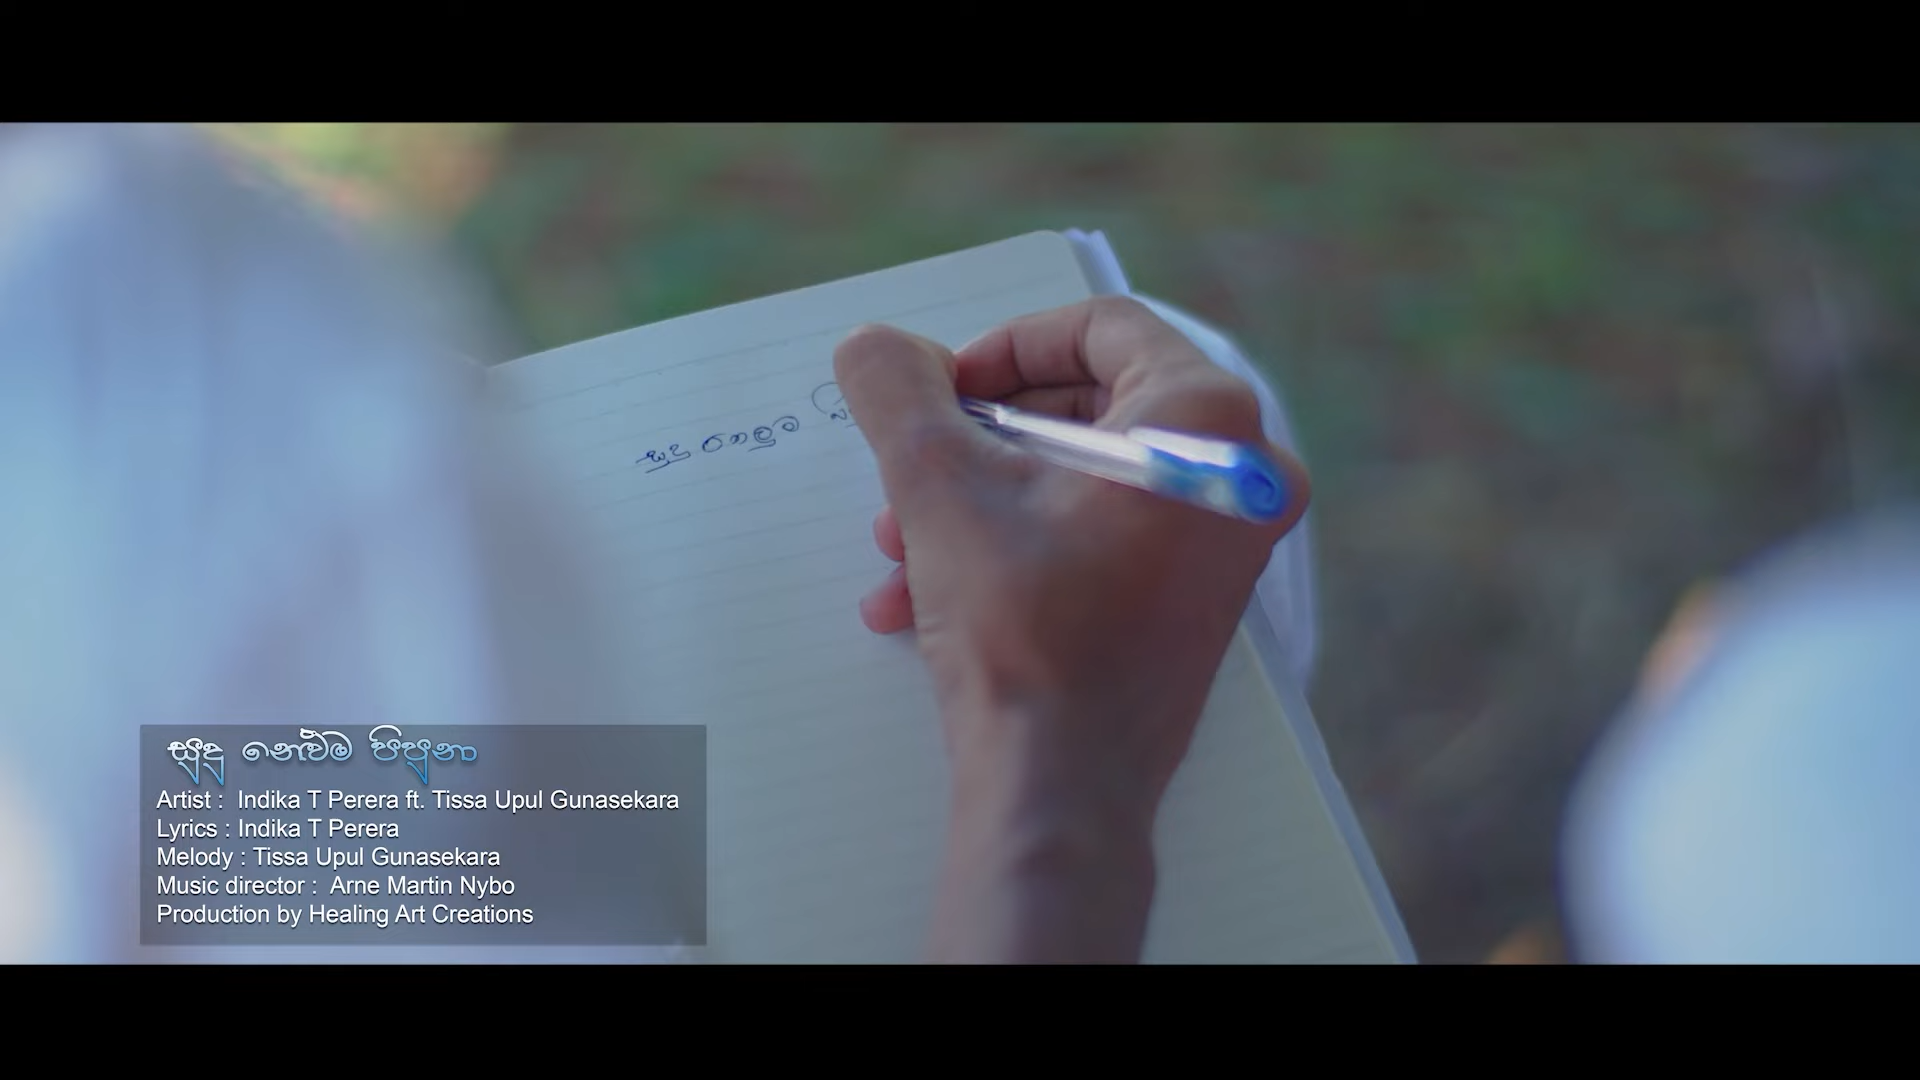 සුදු නෙලුම
සුදු නෙළුම පිපුනා
Artist : Indika T Perera ft. Tissa Upul Gunasekara
Lyrics : Indika T Perera
Melody : Tissa Upul Gunasekara
Music director : Arne Martin Nybo
Production by Healing Art Creations